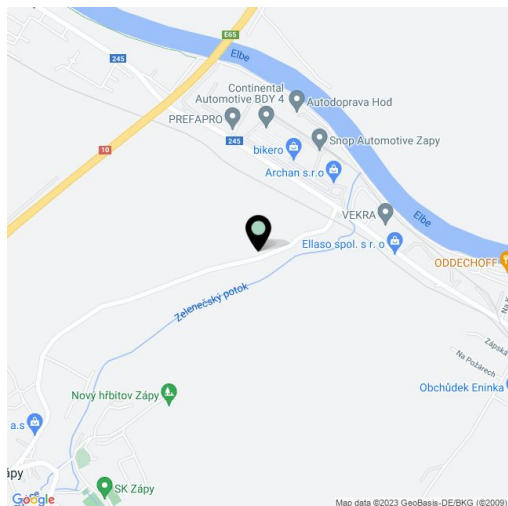 E65
245
Elbe
Continental
Automotive BDY 4
Autodoprava Hod
PREFAPRO
Snop Automotive Zapy
245
bikero
10
Archan s.r.o
VEKRA
Elbe
Ellaso spol. s r. o
ODDECHOFF
Zelenečský potok
Na K
Zápská
Na Požárech
Nový hřbitov Zápy
Obchůdek Eninka
a.s
ápy
SK Zápy
Google
Map data ©2023 GeoBasis-DE/BKG (©2009)